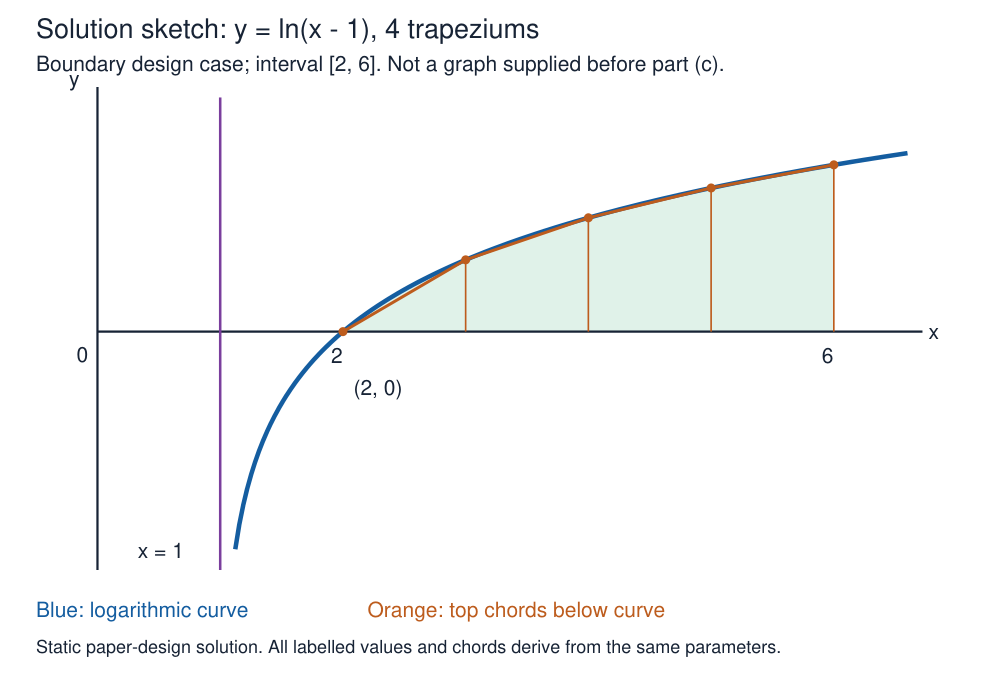 Solution sketch: y = ln(x - 1), 4 trapeziums
Boundary design case; interval [2, 6]. Not a graph supplied before part (c).
y
x
0
2
6
(2, 0)
x = 1
Blue: logarithmic curve
Orange: top chords below curve
Static paper-design solution. All labelled values and chords derive from the same parameters.